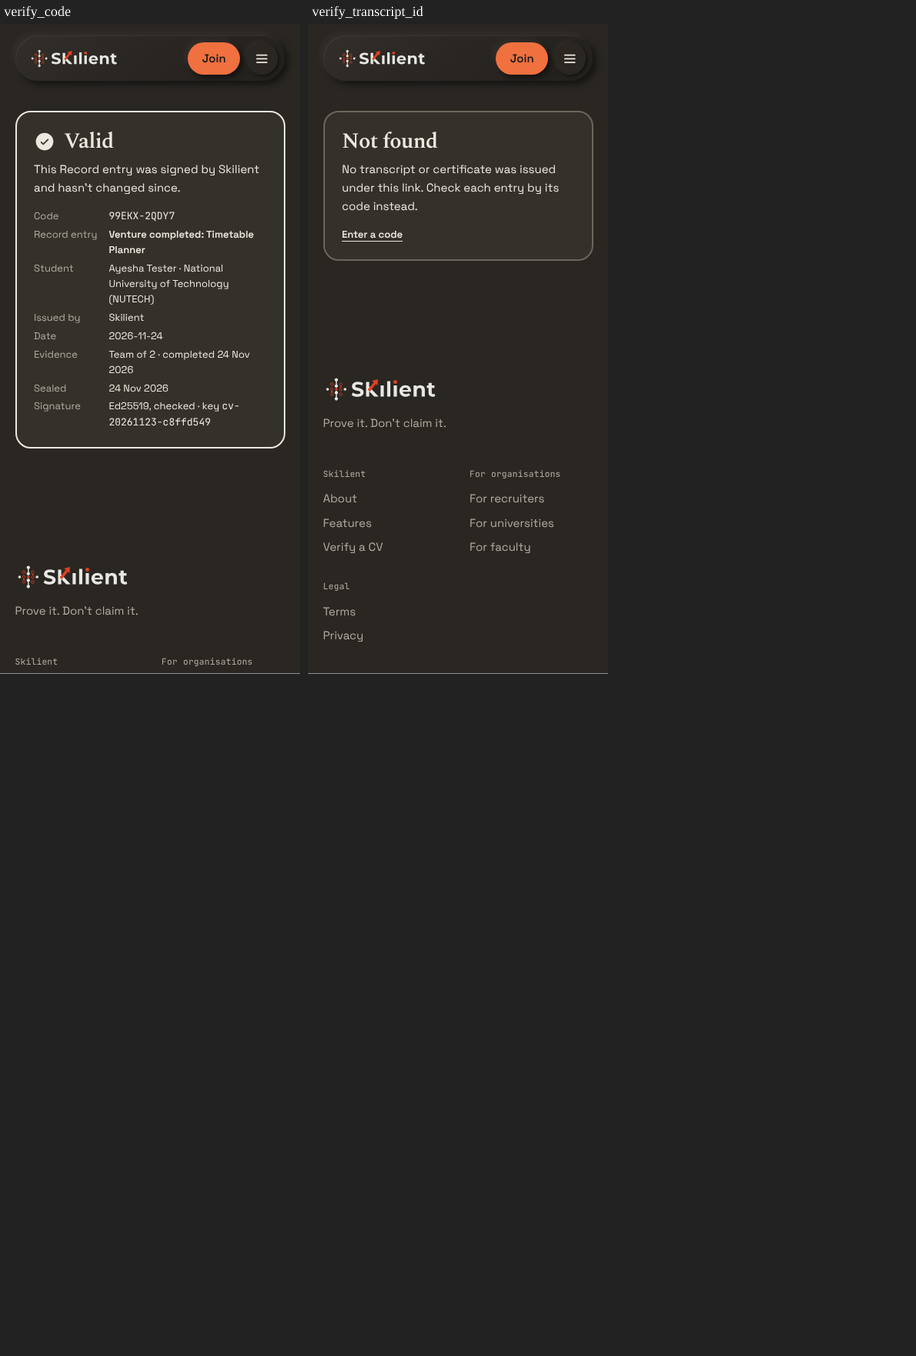 verify_code
Skilient
Join
Valid
This Record entry was signed by Skilient
and hasn't changed since.
Code 99EKX-2QDY7
Record entry Venture completed: Timetable
Planner
Student Ayesha Tester · National
University of Technology
(NUTECH)
Issued by Skilient
Date 2026-11-24
Evidence Team of 2 · completed 24 Nov
2026
Sealed 24 Nov 2026
Signature Ed25519, checked · key cv-
20261123-c8ffd549
Skilient
Prove it. Don't claim it.
Skilient For organisations
verify_transcript_id
Skilient
Join
Not found
No transcript or certificate was issued
under this link. Check each entry by its
code instead.
Enter a code
Skilient
Prove it. Don't claim it.
Skilient For organisations
About For recruiters
Features For universities
Verify a CV For faculty
Legal
Terms
Privacy